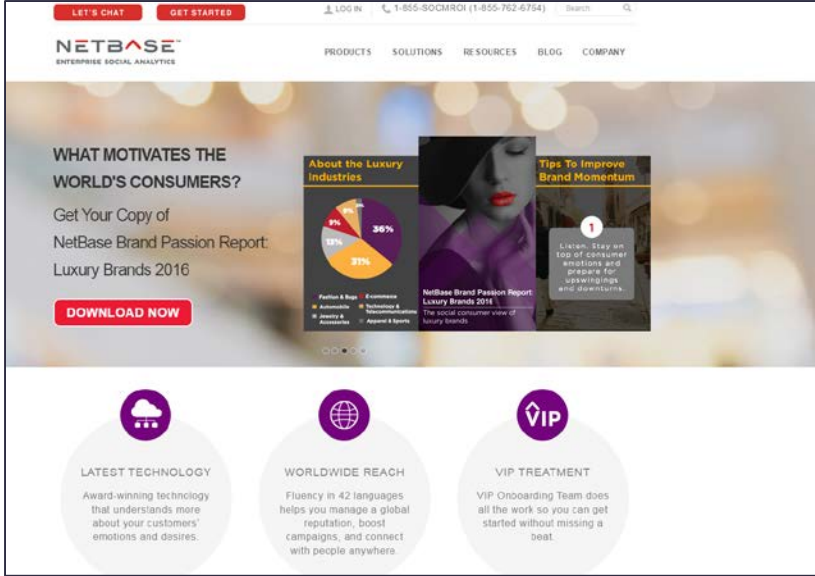 LET'S CHAT
GET STARTED
LOG IN
1-855-SOCMROI (1-855-762-6754)
Search
NETBASE™
ENTERPRISE SOCIAL ANALYTICS
PRODUCTS SOLUTIONS RESOURCES BLOG COMPANY
WHAT MOTIVATES THE
WORLD'S CONSUMERS?
Get Your Copy of
NetBase Brand Passion Report:
Luxury Brands 2016
DOWNLOAD NOW
About the Luxury
Industries
9%
9%
36%
13%
31%
Fashion & Bags
E-commerce
Automobile
Technology &
Telecommunications
Jewelry &
Accessories
Apparel & Sports
NetBase Brand Passion Report:
Luxury Brands 2016
The social consumer view of
luxury brands
Tips To Improve
Brand Momentum
1
Listen. Stay on
top of consumer
emotions and
prepare for
upswingings
and downturns.
VIP
LATEST TECHNOLOGY
Award-winning technology
that understands more
about your customers'
emotions and desires.
WORLDWIDE REACH
Fluency in 42 languages
helps you manage a global
reputation, boost
campaigns, and connect
with people anywhere.
VIP TREATMENT
VIP Onboarding Team does
all the work so you can get
started without missing a
beat.